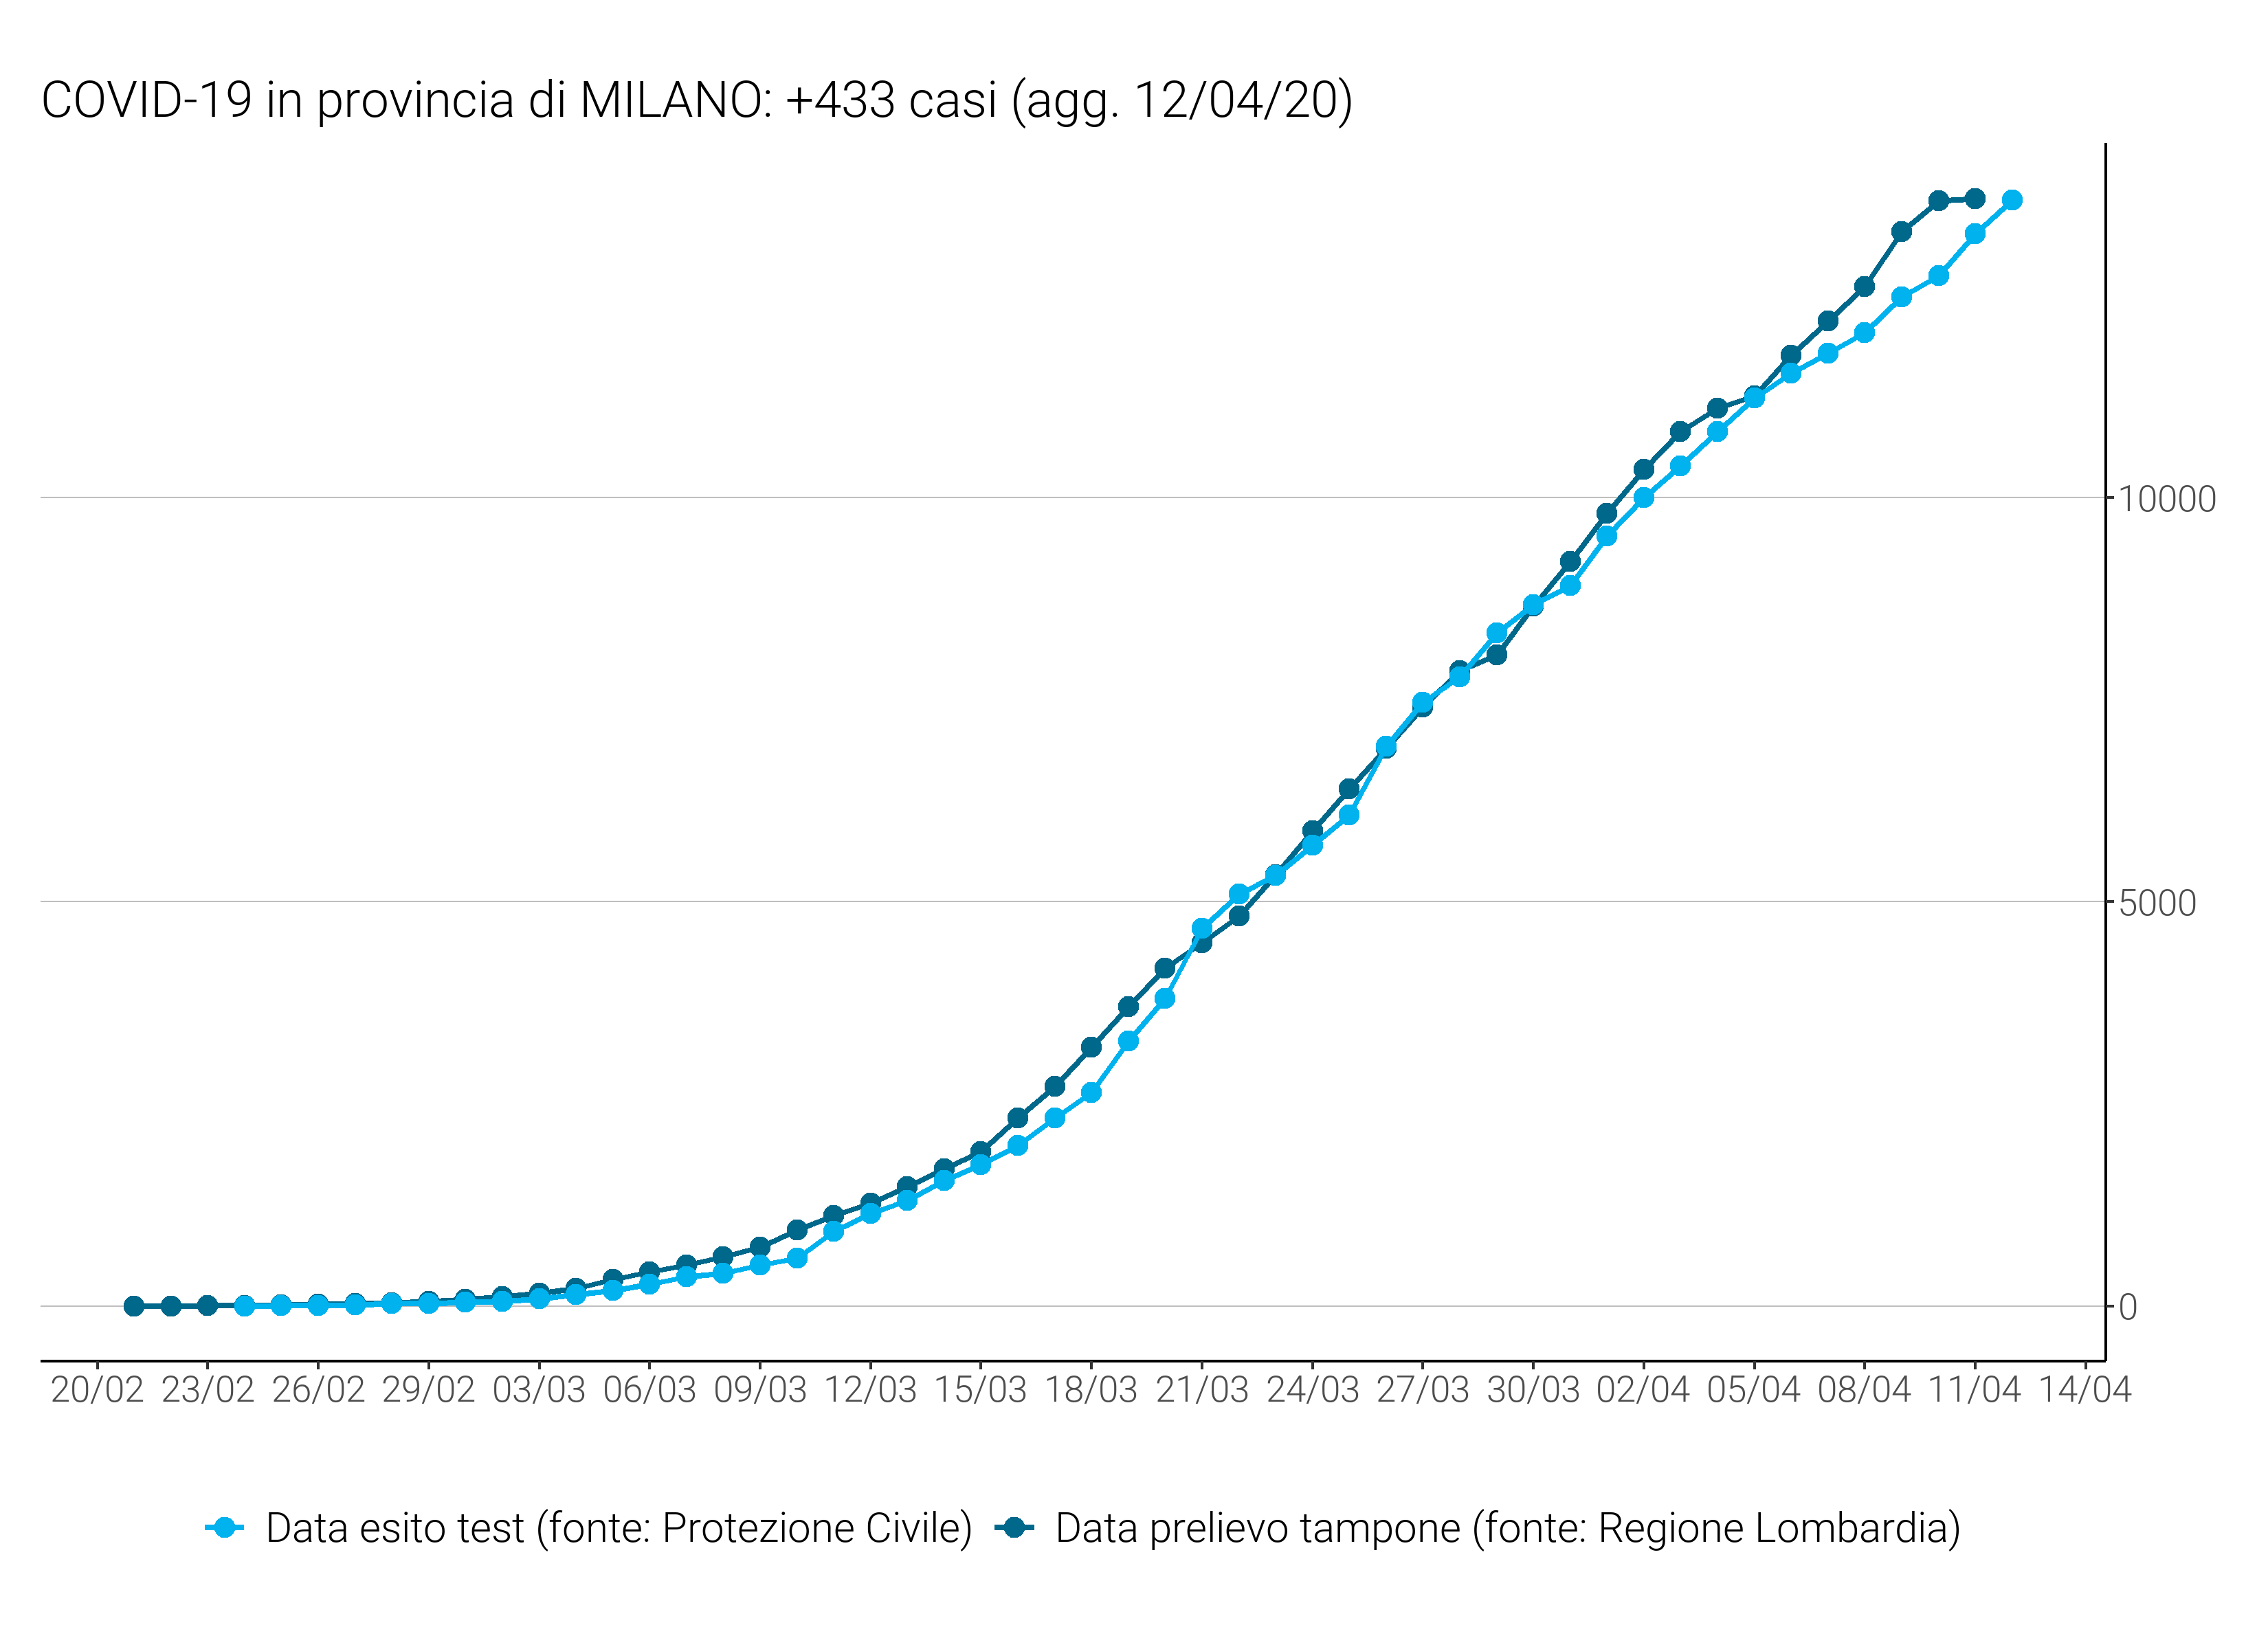 COVID-19 in provincia di MILANO: +433 casi (agg. 12/04/20)
10000
5000
0
20/02 23/02 26/02 29/02 03/03 06/03 09/03 12/03 15/03 18/03 21/03 24/03 27/03 30/03 02/04 05/04 08/04 11/04 14/04
Data esito test (fonte: Protezione Civile) Data prelievo tampone (fonte: Regione Lombardia)